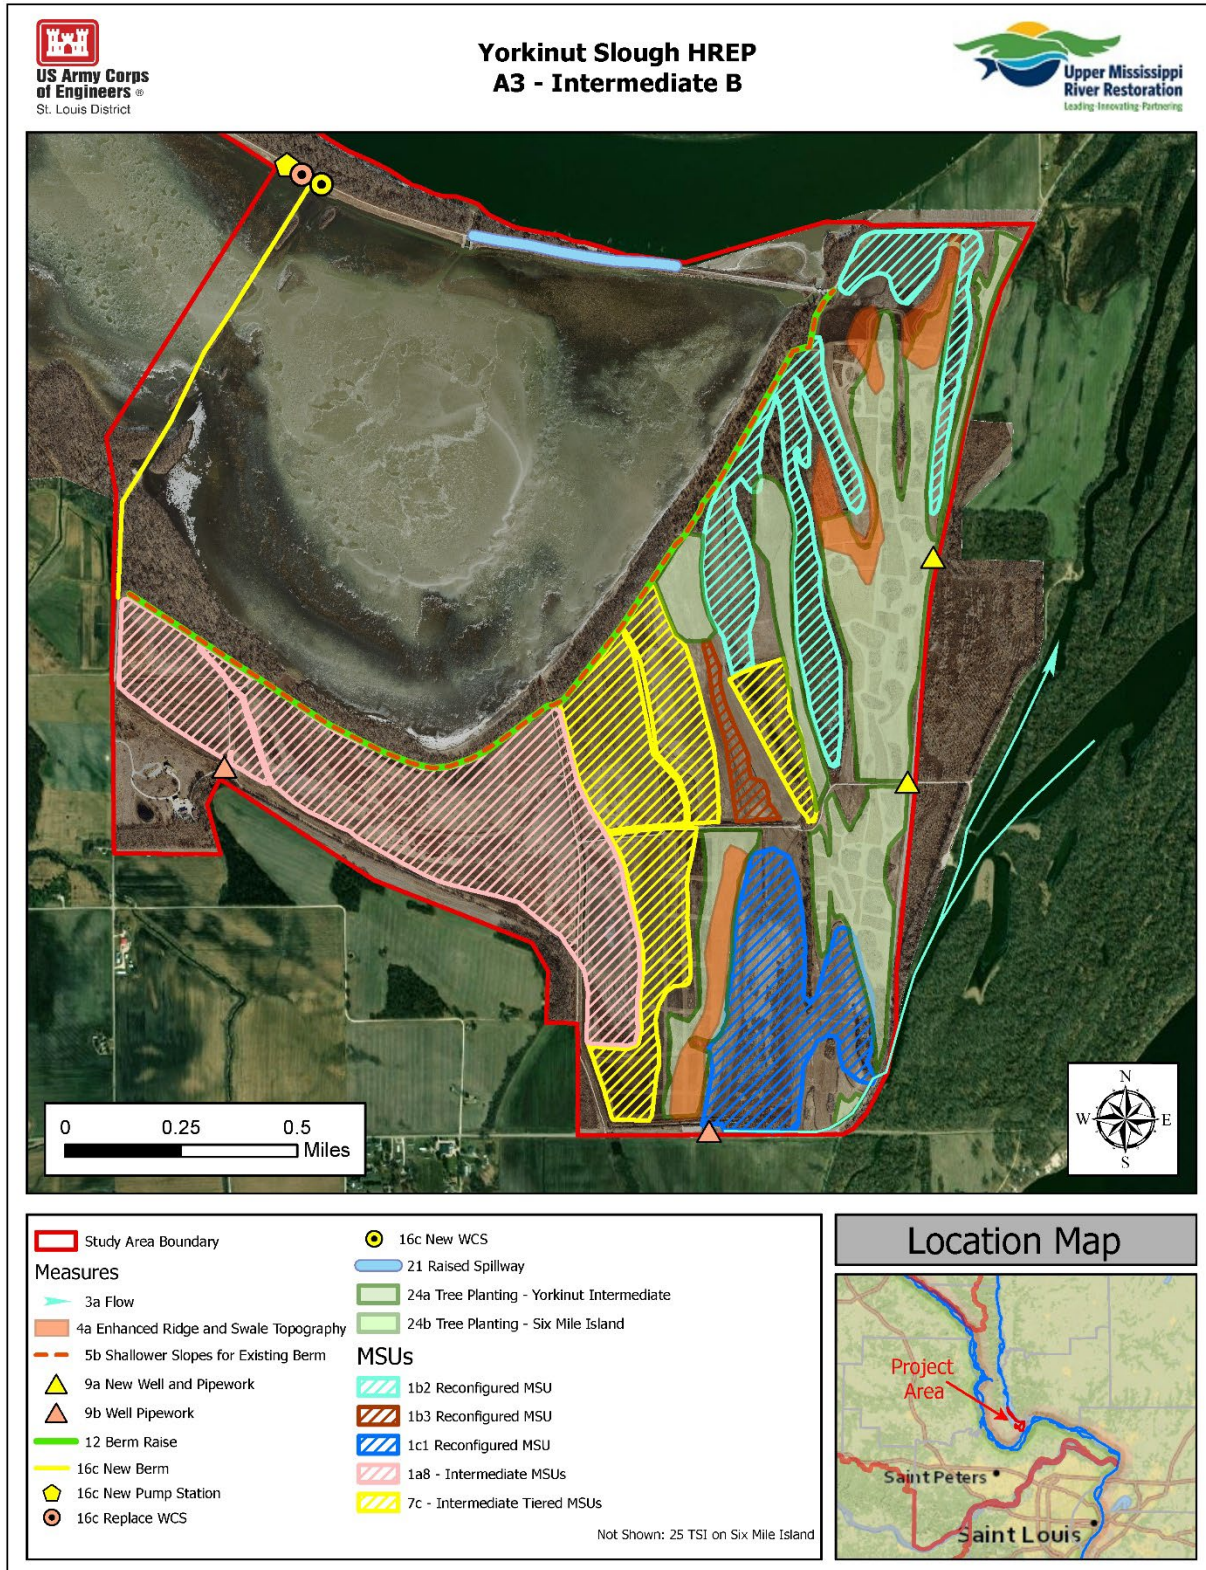 US Army Corps
of Engineers ®
St. Louis District
Yorkinut Slough HREP
A3 - Intermediate B
Upper Mississippi
River Restoration
Leading-Innovating-Partnering
N
W
E
S
0 0.25 0.5
Miles
Study Area Boundary
Measures
3a Flow
4a Enhanced Ridge and Swale Topography
5b Shallower Slopes for Existing Berm
9a New Well and Pipework
9b Well Pipework
12 Berm Raise
16c New Berm
16c New Pump Station
16c Replace WCS
16c New WCS
21 Raised Spillway
24a Tree Planting - Yorkinut Intermediate
24b Tree Planting - Six Mile Island
MSUs
1b2 Reconfigured MSU
1b3 Reconfigured MSU
1c1 Reconfigured MSU
1a8 - Intermediate MSUs
7c - Intermediate Tiered MSUs
Not Shown: 25 TSI on Six Mile Island
Location Map
Project
Area
Saint Peters
Saint Louis